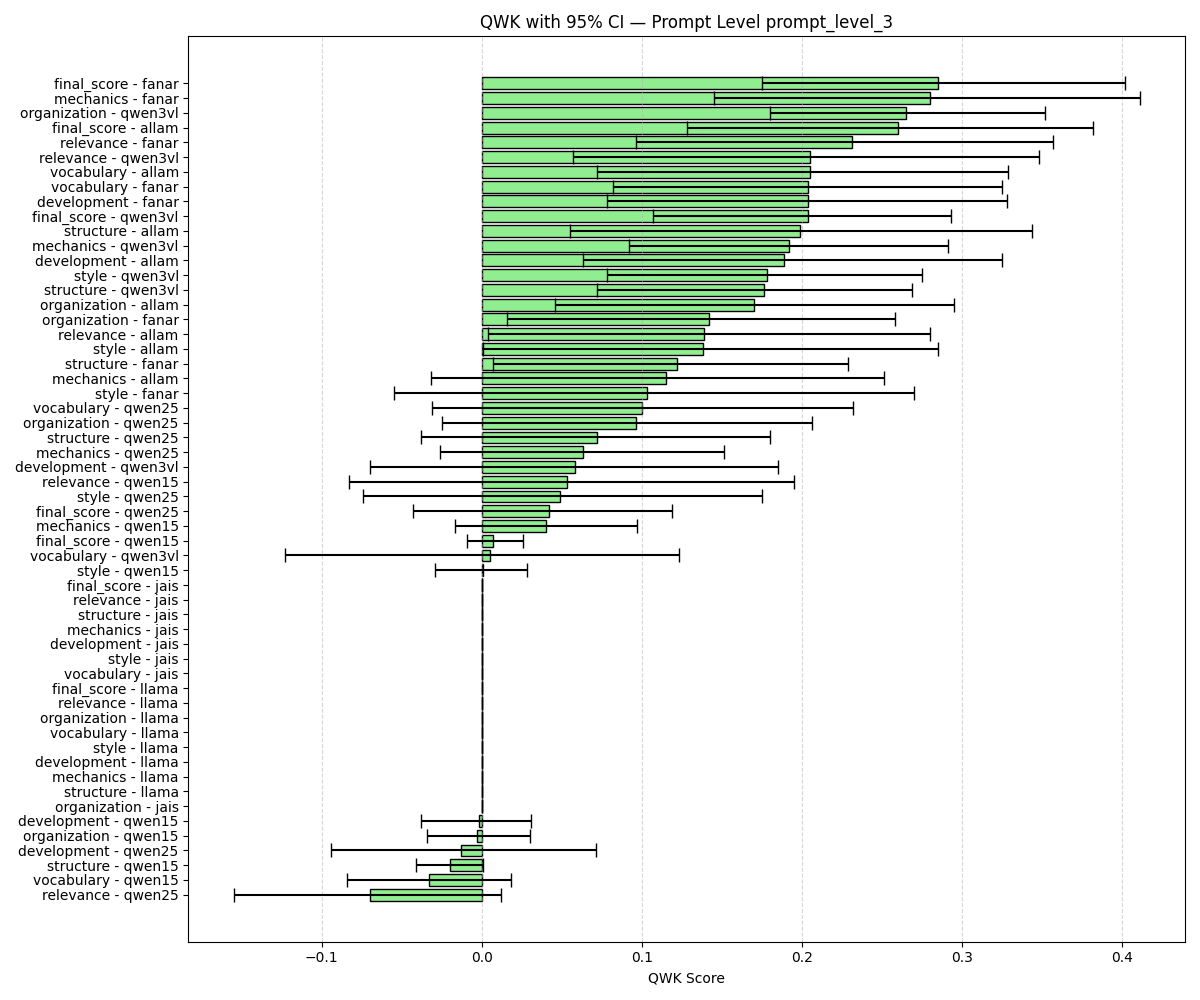 QWK with 95% CI — Prompt Level prompt_level_3
final_score - fanar
mechanics - fanar
organization - qwen3vl
final_score - allam
relevance - fanar
relevance - qwen3vl
vocabulary - allam
vocabulary - fanar
development - fanar
final_score - qwen3vl
structure - allam
mechanics - qwen3vl
development - allam
style - qwen3vl
structure - qwen3vl
organization - allam
organization - fanar
relevance - allam
style - allam
structure - fanar
mechanics - allam
style - fanar
vocabulary - qwen25
organization - qwen25
structure - qwen25
mechanics - qwen25
development - qwen3vl
relevance - qwen15
style - qwen25
final_score - qwen25
mechanics - qwen15
final_score - qwen15
vocabulary - qwen3vl
style - qwen15
final_score - jais
relevance - jais
structure - jais
mechanics - jais
development - jais
style - jais
vocabulary - jais
final_score - llama
relevance - llama
organization - llama
vocabulary - llama
style - llama
development - llama
mechanics - llama
structure - llama
organization - jais
development - qwen15
organization - qwen15
development - qwen25
structure - qwen15
vocabulary - qwen15
relevance - qwen25
−0.1 0.0 0.1 0.2 0.3 0.4
QWK Score